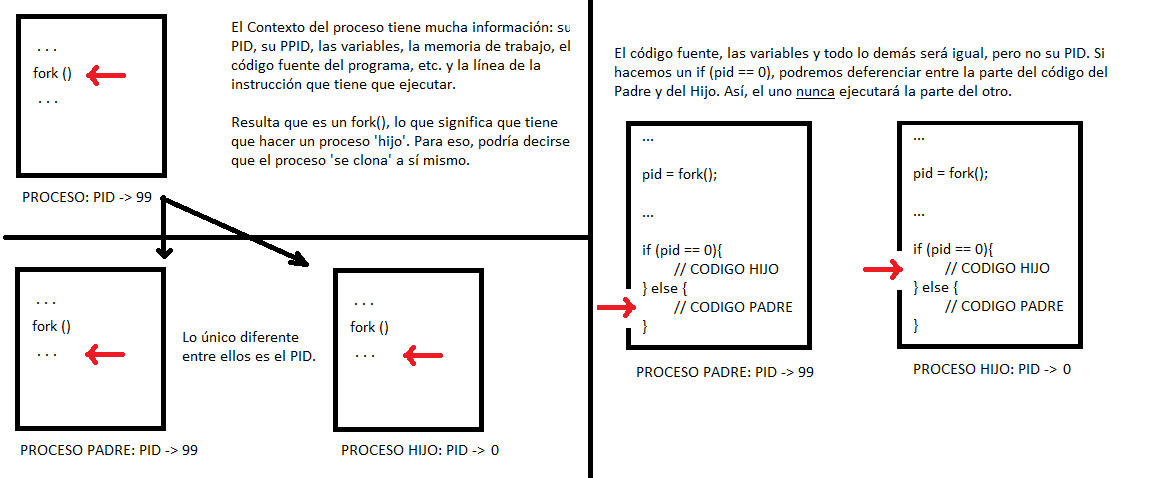 . . .
fork ()
. . .
PROCESO: PID -> 99
El Contexto del proceso tiene mucha información: su
PID, su PPID, las variables, la memoria de trabajo, el
código fuente del programa, etc. y la línea de la
instrucción que tiene que ejecutar.
Resulta que es un fork(), lo que significa que tiene
que hacer un proceso 'hijo'. Para eso, podría decirse
que el proceso 'se clona' a sí mismo.
. . .
fork ()
. . .
PROCESO PADRE: PID -> 99
Lo único diferente
entre ellos es el PID.
. . .
fork ()
. . .
PROCESO HIJO: PID -> 0
El código fuente, las variables y todo lo demás será igual, pero no su PID. Si
hacemos un if (pid == 0), podremos deferenciar entre la parte del código del
Padre y del Hijo. Así, el uno nunca ejecutará la parte del otro.
...
pid = fork();
...
if (pid == 0){
// CODIGO HIJO
} else {
// CODIGO PADRE
}
PROCESO PADRE: PID -> 99
...
pid = fork();
...
if (pid == 0){
// CODIGO HIJO
} else {
// CODIGO PADRE
}
PROCESO HIJO: PID -> 0